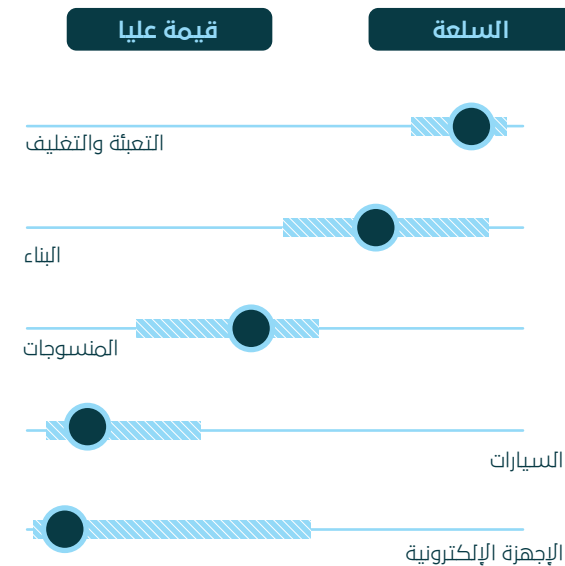 السلعة
قيمة عليا
التعبئة والتغليف
البناء
المنسوجات
السيارات
الإجهزة الإلكترونية